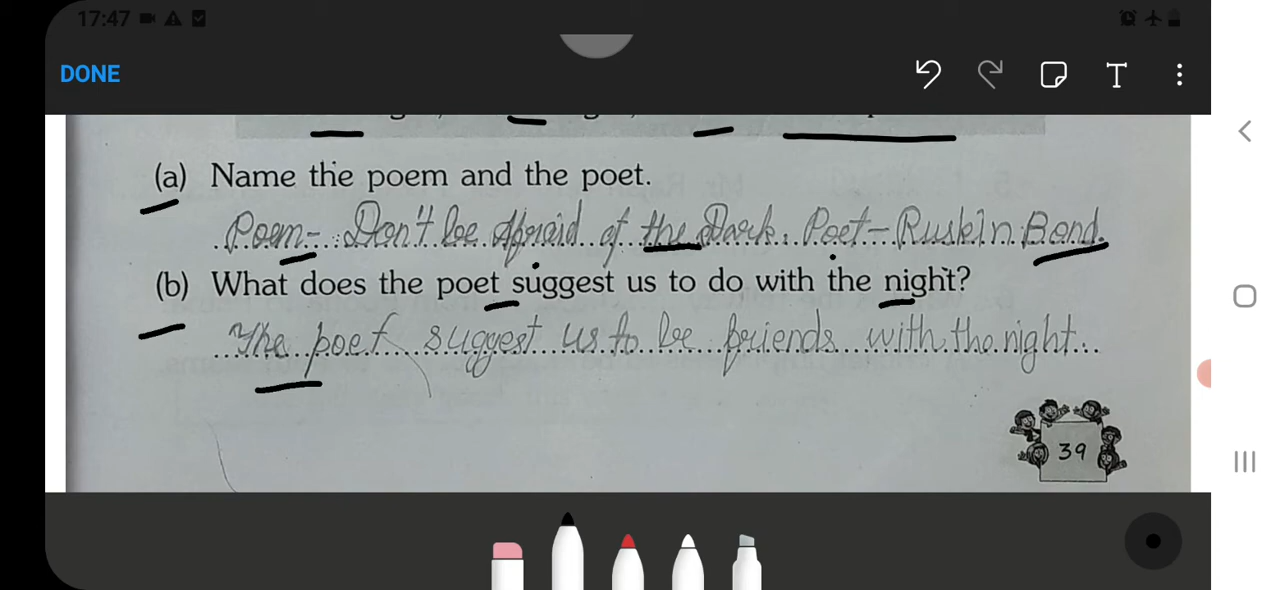 17:47
DONE
T
(a) Name the poem and the poet.
Poem- Don't be Afraid of the Dark. Poet-Ruskin Bond.
(b) What does the poet suggest us to do with the night?
The poet suggest us to be friends with the night.
39